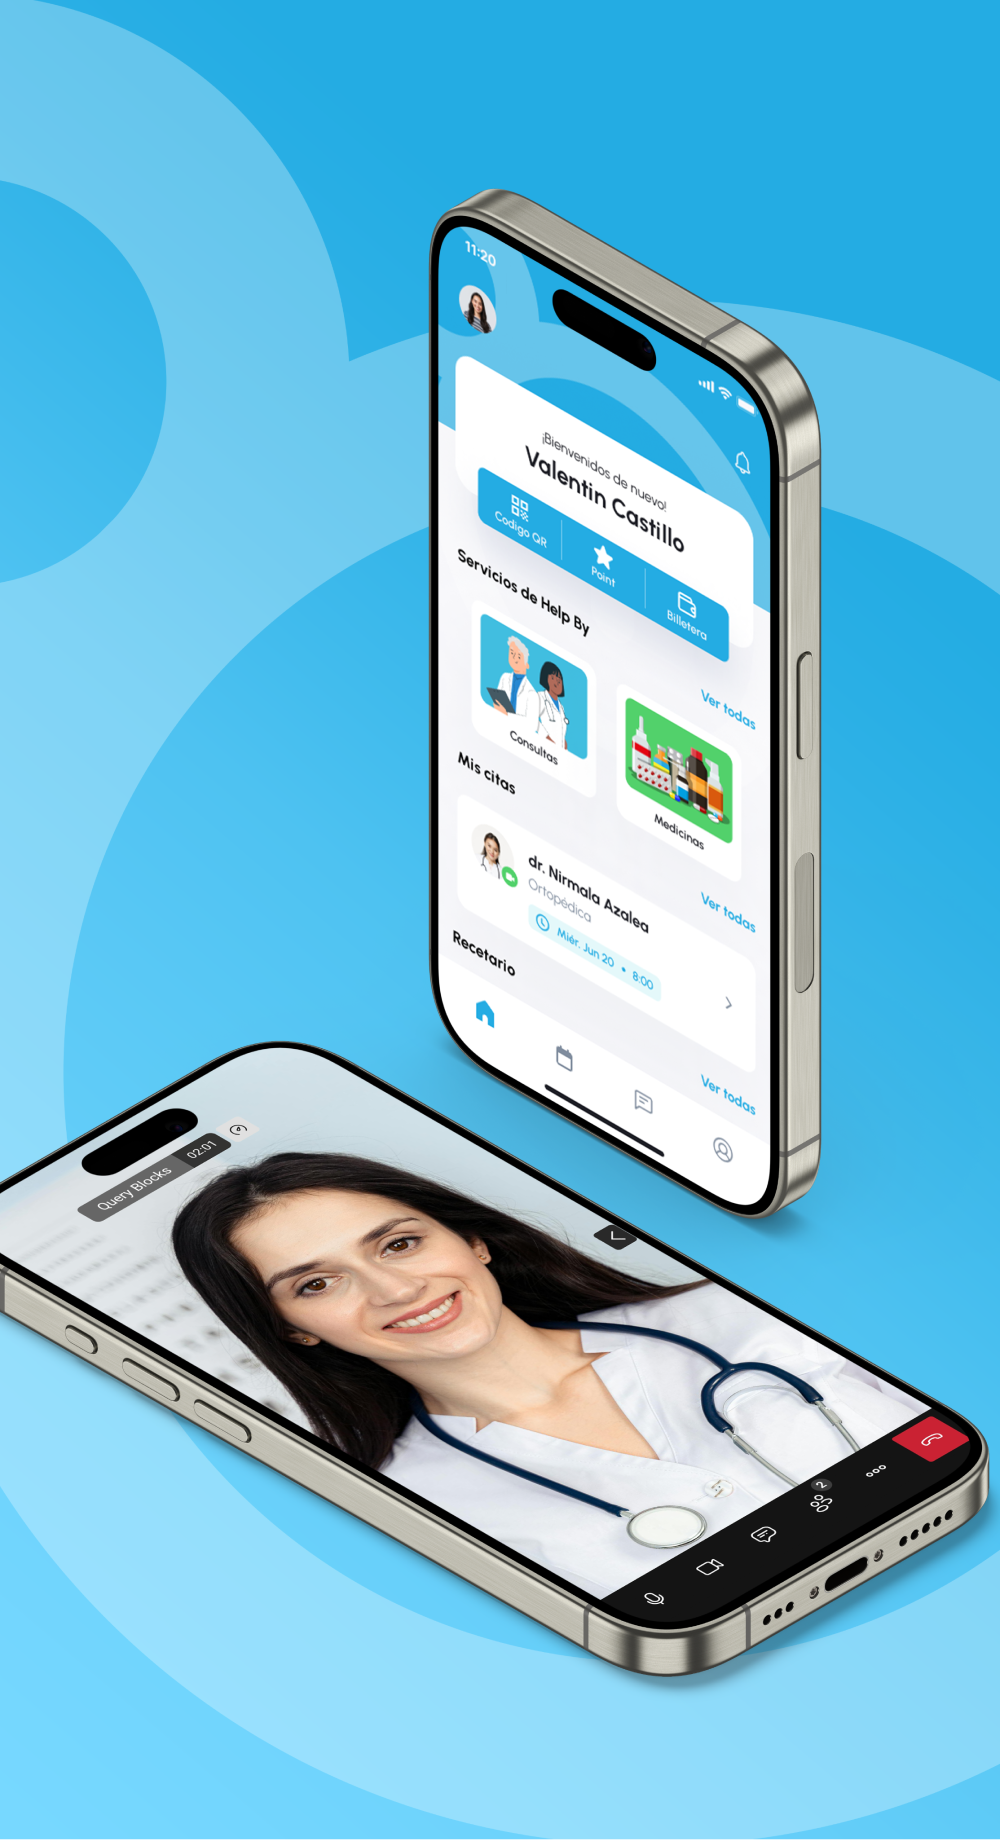 11:20
¡Bienvenidos de nuevo!
Valentin Castillo
Codigo QR
Point
Billetera
Servicios de Help By
Ver todas
Consultas
Medicinas
Mis citas
Ver todas
dr. Nirmala Azalea
Ortopédica
Miér. Jun 20 • 8:00
Recetario
Ver todas
Query Blocks 02:01
2